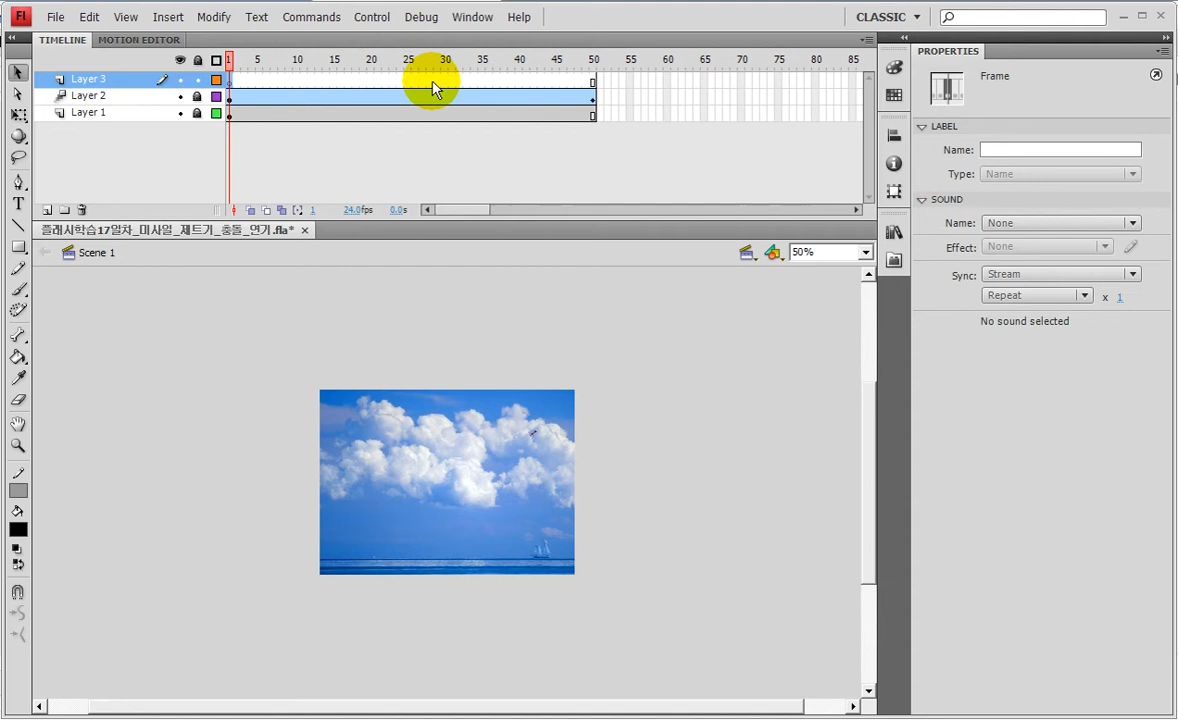 Fl File Edit View Insert Modify Text Commands Control Debug Window Help CLASSIC
TIMELINE MOTION EDITOR
1 5 10 15 20 25 30 35 40 45 50 55 60 65 70 75 80 85
Layer 3
Layer 2
Layer 1
1 24.0fps 0.0s
플래시학습17일차_미사일_제트기_충돌_연기.fla*
Scene 1 50%
T
PROPERTIES
Frame
LABEL
Name:
Type: Name
SOUND
Name: None
Effect: None
Sync: Stream
Repeat x 1
No sound selected